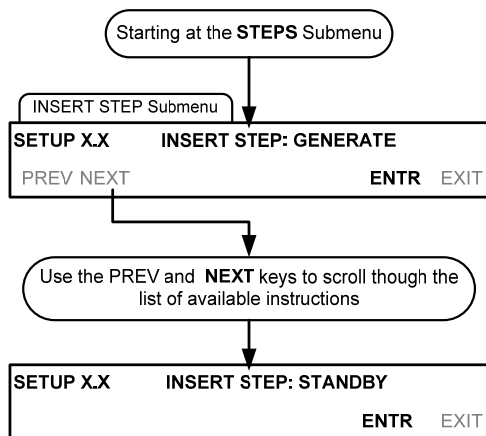 Starting at the STEPS Submenu
INSERT STEP Submenu
SETUP X.X INSERT STEP: GENERATE
PREV NEXT ENTR EXIT
Use the PREV and NEXT keys to scroll though the
list of available instructions
SETUP X.X INSERT STEP: STANDBY
ENTR EXIT